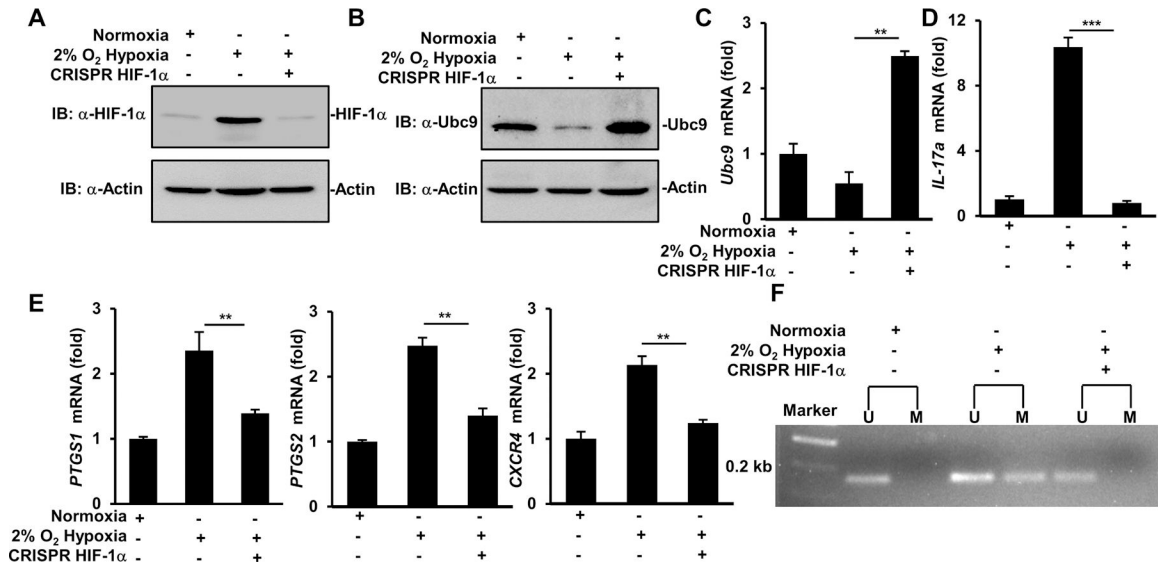 A
Normoxia + - -
2% O2 Hypoxia - + +
CRISPR HIF-1α - - +
IB: α-HIF-1α
-HIF-1α
IB: α-Actin
-Actin
B
Normoxia + - -
2% O2 Hypoxia - + +
CRISPR HIF-1α - - +
IB: α-Ubc9
-Ubc9
IB: α-Actin
-Actin
C
Ubc9 mRNA (fold)
3
2
1
0
**
Normoxia + - -
2% O2 Hypoxia - + +
CRISPR HIF-1α - - +
D
IL-17a mRNA (fold)
12
8
4
0
***
+ - -
- + +
- - +
E
PTGS1 mRNA (fold)
3
2
1
0
**
Normoxia + - -
2% O2 Hypoxia - + +
CRISPR HIF-1α - - +
PTGS2 mRNA (fold)
3
2
1
0
**
+ - -
- + +
- - +
CXCR4 mRNA (fold)
3
2
1
0
**
+ - -
- + +
- - +
F
Normoxia + - -
2% O2 Hypoxia - + +
CRISPR HIF-1α - - +
Marker U M U M U M
0.2 kb